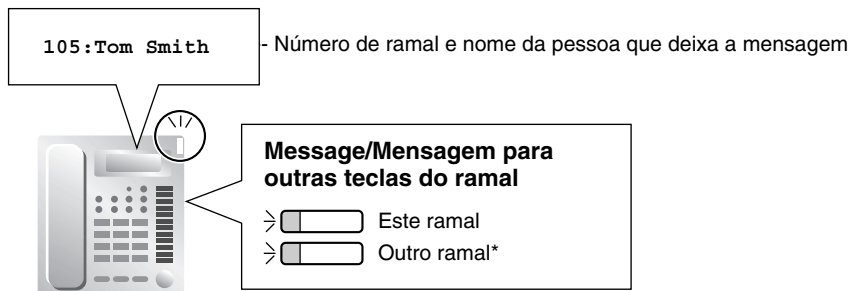 105:Tom Smith
- Número de ramal e nome da pessoa que deixa a mensagem
Message/Mensagem para
outras teclas do ramal
Este ramal
Outro ramal*